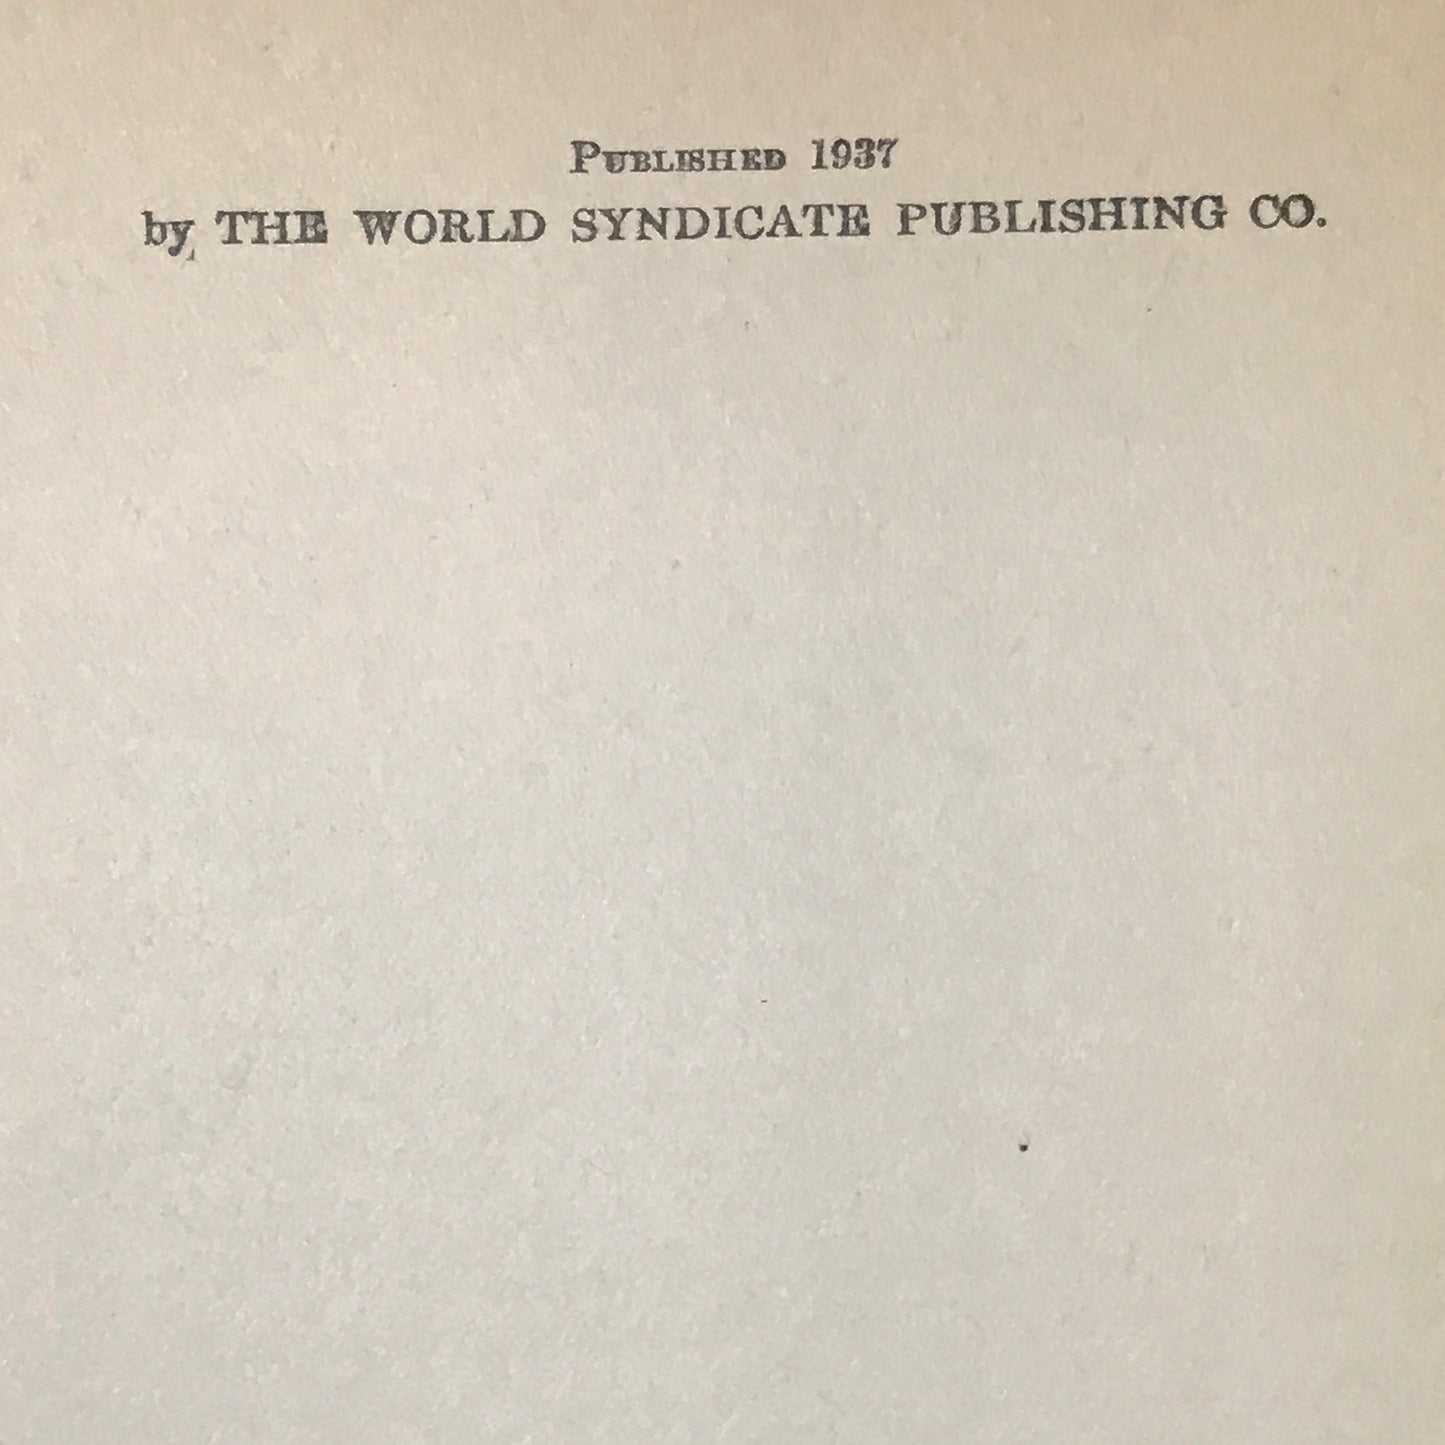 Published 1937
by THE WORLD SYNDICATE PUBLISHING CO.